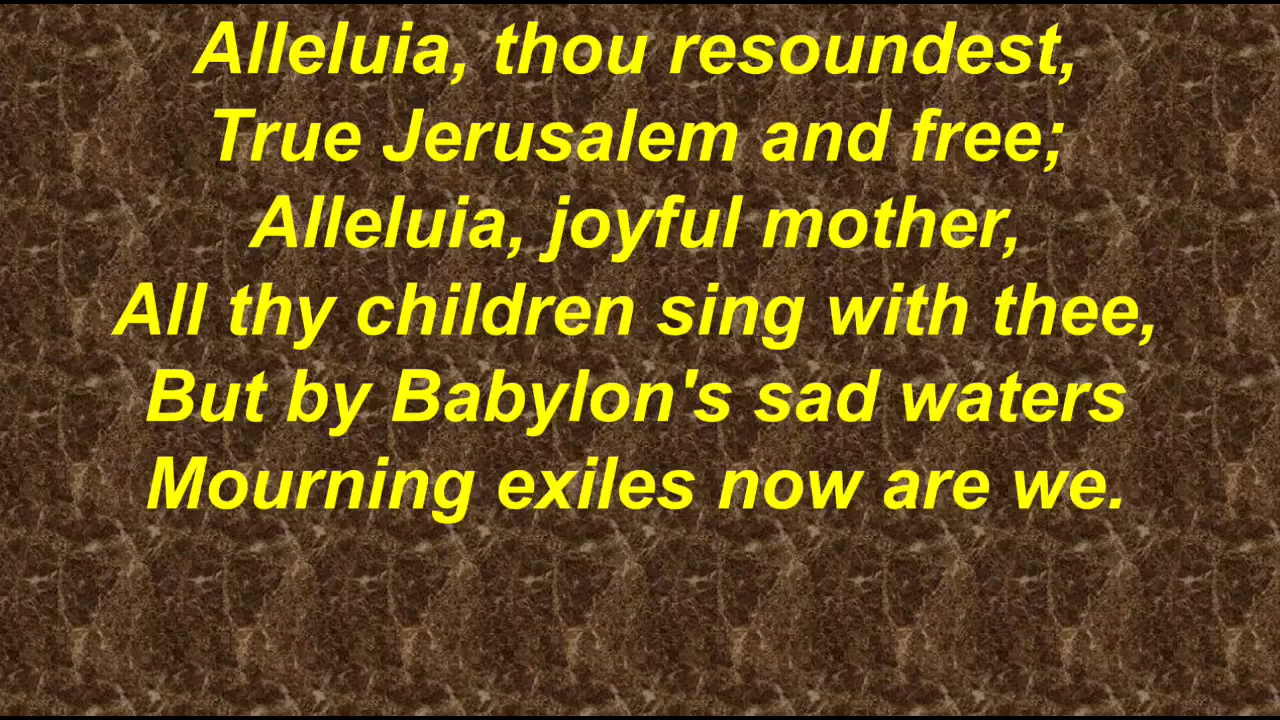 Alleluia, thou resoundest,
True Jerusalem and free;
Alleluia, joyful mother,
All thy children sing with thee,
But by Babylon's sad waters
Mourning exiles now are we.